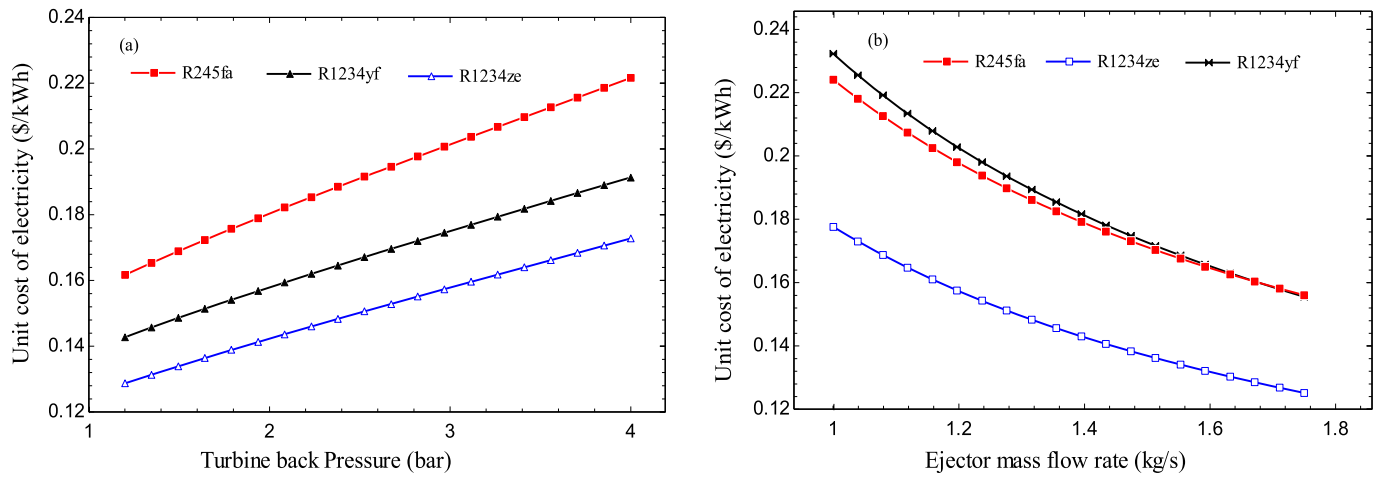 0.24
0.22
0.2
0.18
0.16
0.14
0.12
1
2
3
4
Unit cost of electricity ($/kWh)
Turbine back Pressure (bar)
(a)
R245fa
R1234yf
R1234ze
0.24
0.22
0.2
0.18
0.16
0.14
0.12
1
1.2
1.4
1.6
1.8
Unit cost of electricity ($/kWh)
Ejector mass flow rate (kg/s)
(b)
R245fa
R1234ze
R1234yf